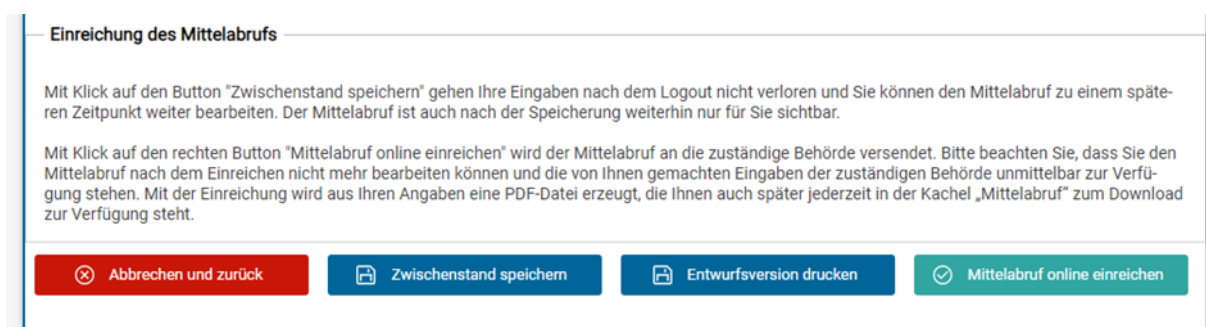 Einreichung des Mittelabrufs
Mit Klick auf den Button "Zwischenstand speichern" gehen Ihre Eingaben nach dem Logout nicht verloren und Sie können den Mittelabruf zu einem späte-
ren Zeitpunkt weiter bearbeiten. Der Mittelabruf ist auch nach der Speicherung weiterhin nur für Sie sichtbar.
Mit Klick auf den rechten Button "Mittelabruf online einreichen" wird der Mittelabruf an die zuständige Behörde versendet. Bitte beachten Sie, dass Sie den
Mittelabruf nach dem Einreichen nicht mehr bearbeiten können und die von Ihnen gemachten Eingaben der zuständigen Behörde unmittelbar zur Verfü-
gung stehen. Mit der Einreichung wird aus Ihren Angaben eine PDF-Datei erzeugt, die Ihnen auch später jederzeit in der Kachel „Mittelabruf“ zum Download
zur Verfügung steht.
Abbrechen und zurück
Zwischenstand speichern
Entwurfsversion drucken
Mittelabruf online einreichen